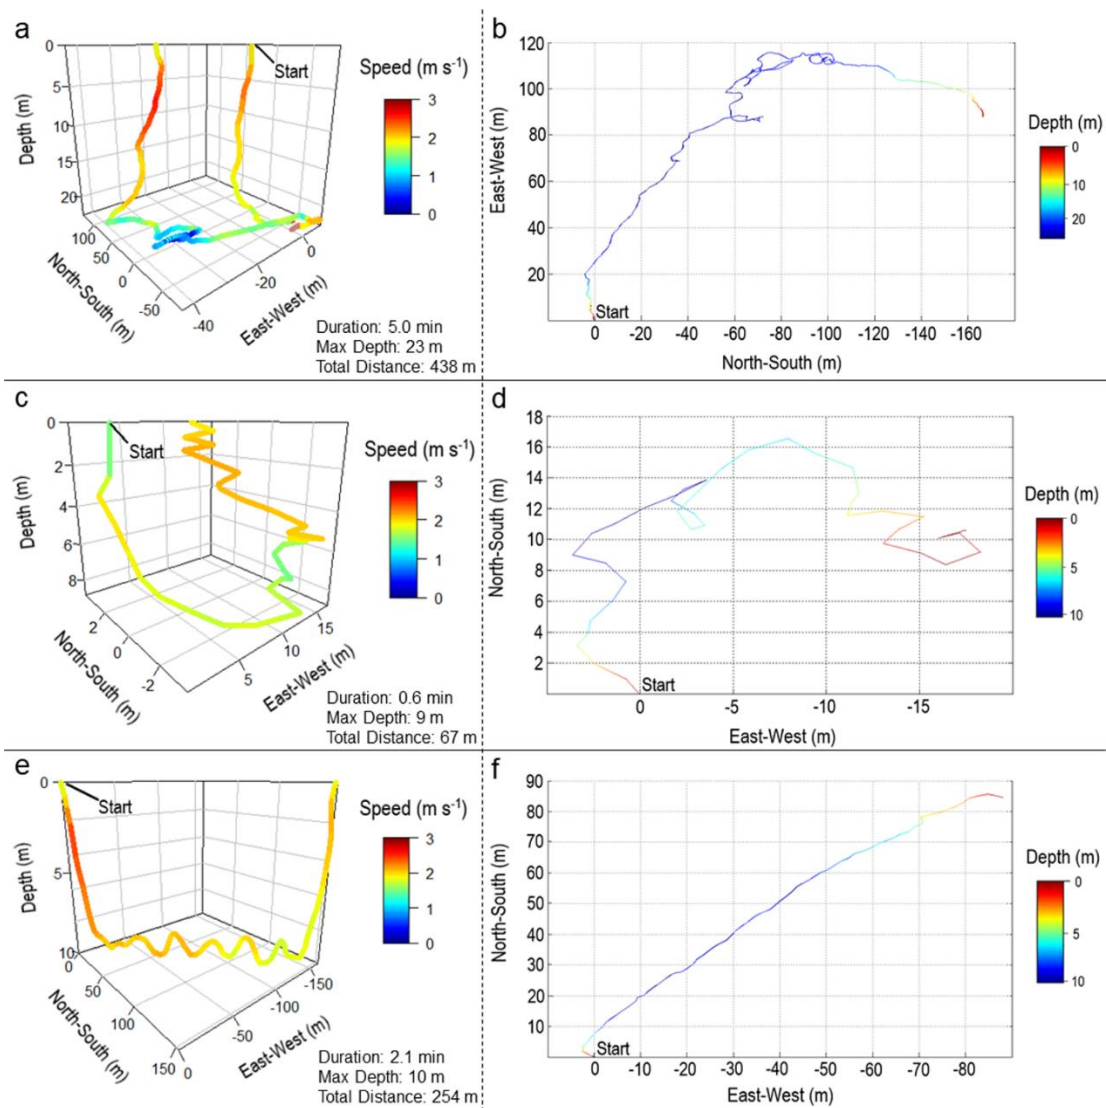 a
0
5
10
15
20
Depth (m)
Start
100
50
0
-50
North-South (m)
-40
-20
0
East-West (m)
Speed (m s-1)
3
2
1
0
Duration: 5.0 min
Max Depth: 23 m
Total Distance: 438 m
b
120
100
80
60
40
20
East-West (m)
Start
0 -20 -40 -60 -80 -100 -120 -140 -160
North-South (m)
Depth (m)
0
10
20
c
0
2
4
6
8
Depth (m)
Start
2
0
-2
North-South (m)
5
10
15
East-West (m)
Speed (m s-1)
3
2
1
0
Duration: 0.6 min
Max Depth: 9 m
Total Distance: 67 m
d
18
16
14
12
10
8
6
4
2
North-South (m)
Start
0 -5 -10 -15
East-West (m)
Depth (m)
0
5
10
e
0
5
10
Depth (m)
Start
0
50
100
150
North-South (m)
0
-50
-100
-150
East-West (m)
Speed (m s-1)
3
2
1
0
Duration: 2.1 min
Max Depth: 10 m
Total Distance: 254 m
f
90
80
70
60
50
40
30
20
10
North-South (m)
Start
0 -10 -20 -30 -40 -50 -60 -70 -80
East-West (m)
Depth (m)
0
5
10